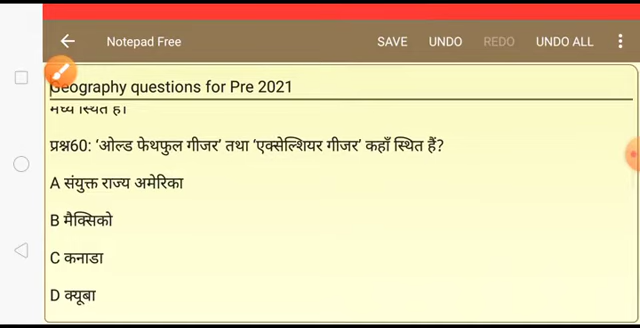 Notepad Free SAVE UNDO REDO UNDO ALL
Geography questions for Pre 2021
मध्य स्थित है।
प्रश्न60: ‘ओल्ड फेथफुल गीजर’ तथा ‘एक्सेल्शियर गीजर’ कहाँ स्थित हैं?
A संयुक्त राज्य अमेरिका
B मैक्सिको
C कनाडा
D क्यूबा